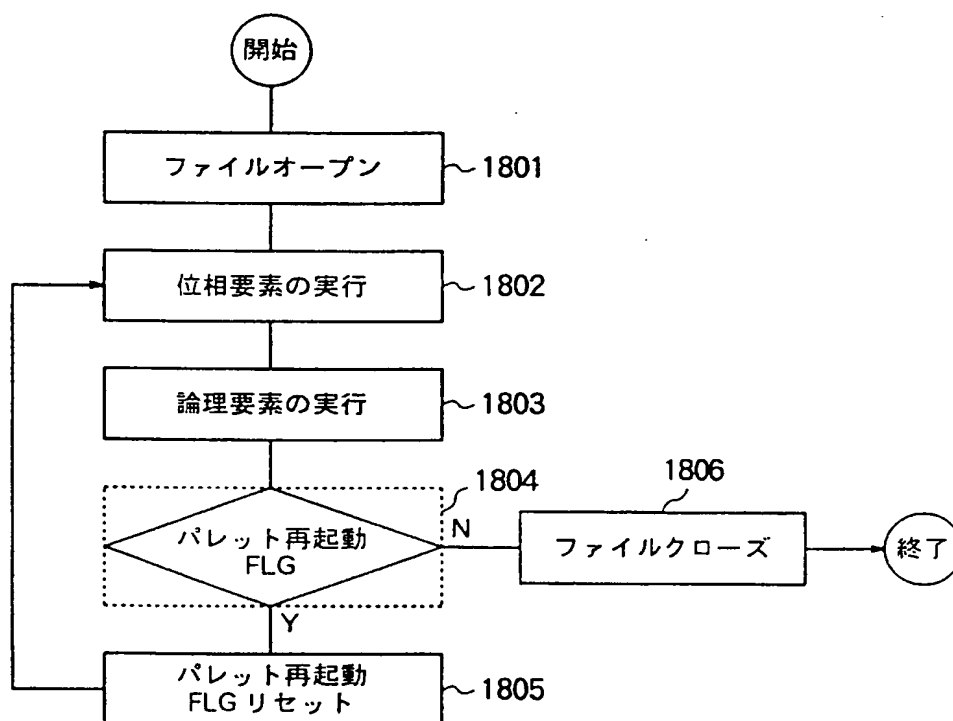 開始
ファイルオープン
1801
位相要素の実行
1802
論理要素の実行
1803
1804
パレット再起動
FLG
N
Y
1806
ファイルクローズ
終了
パレット再起動
FLG リセット
1805